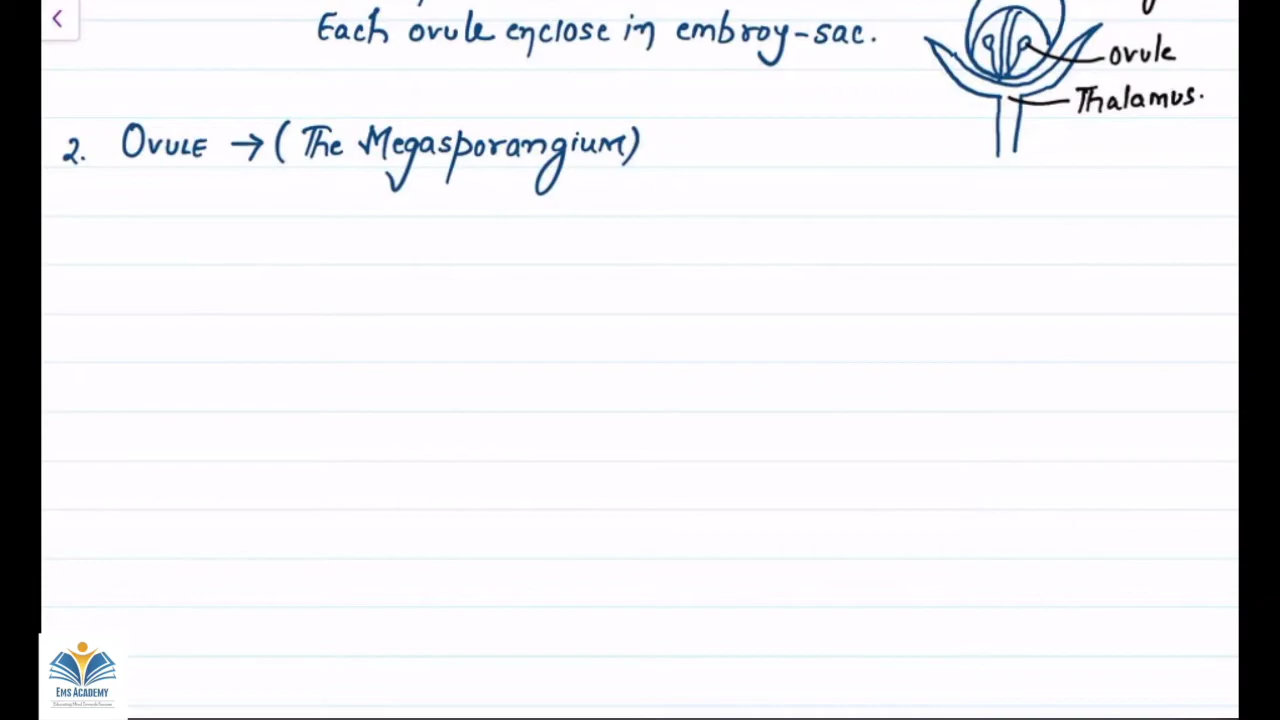 Each ovule enclose in embroy-sac.
ovule
Thalamus.
2. OVULE → (The Megasporangium)
EMS ACADEMY